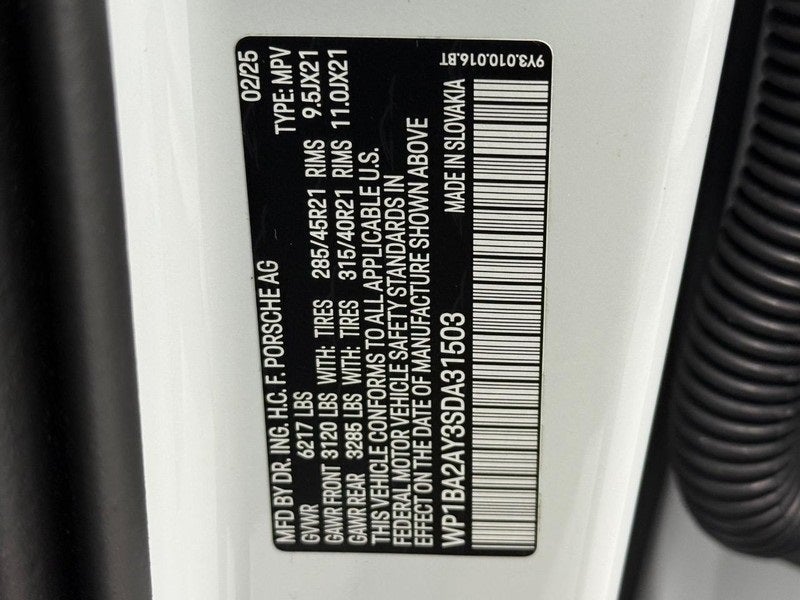 MFD BY DR. ING. H.C. F. PORSCHE AG 02/25
GVWR 6217 LBS TYPE: MPV
GAWR FRONT 3120 LBS WITH: TIRES 285/45R21 RIMS 9.5JX21
GAWR REAR 3285 LBS WITH: TIRES 315/40R21 RIMS 11.0JX21
THIS VEHICLE CONFORMS TO ALL APPLICABLE U.S.
FEDERAL MOTOR VEHICLE SAFETY STANDARDS IN
EFFECT ON THE DATE OF MANUFACTURE SHOWN ABOVE
WP1BA2AY3SDA31503 MADE IN SLOVAKIA
9Y3.010.016.BT